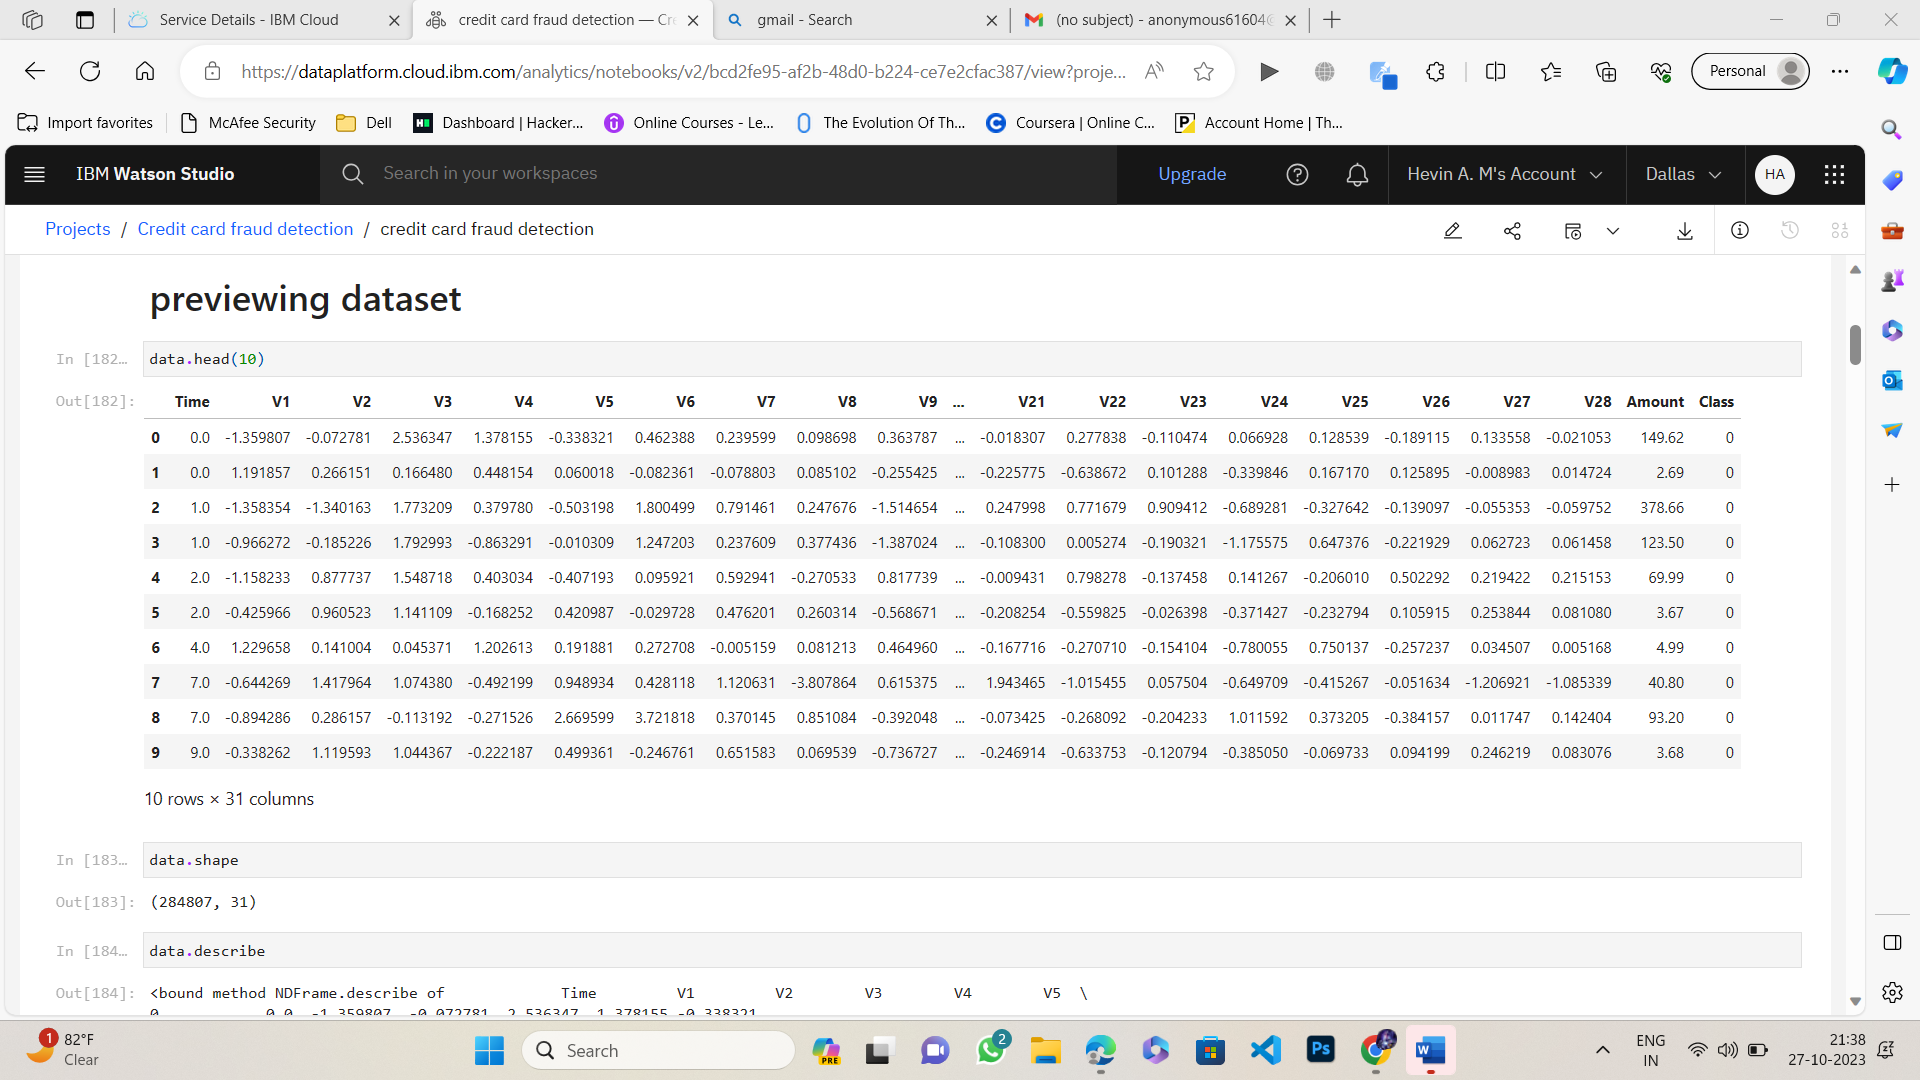 Service Details - IBM Cloud
credit card fraud detection — Cre
gmail - Search
(no subject) - anonymous61604@
https://dataplatform.cloud.ibm.com/analytics/notebooks/v2/bcd2fe95-af2b-48d0-b224-ce7e2cfac387/view?proje...
Personal
Import favorites
McAfee Security
Dell
Dashboard | Hacker...
Online Courses - Le...
The Evolution Of Th...
Coursera | Online C...
Account Home | Th...
IBM Watson Studio
Search in your workspaces
Upgrade
Hevin A. M's Account
Dallas
HA
Projects / Credit card fraud detection / credit card fraud detection
previewing dataset
In [182… data.head(10)
Out[182]:
Time V1 V2 V3 V4 V5 V6 V7 V8 V9 ... V21 V22 V23 V24 V25 V26 V27 V28 Amount Class
0 0.0 -1.359807 -0.072781 2.536347 1.378155 -0.338321 0.462388 0.239599 0.098698 0.363787 ... -0.018307 0.277838 -0.110474 0.066928 0.128539 -0.189115 0.133558 -0.021053 149.62 0
1 0.0 1.191857 0.266151 0.166480 0.448154 0.060018 -0.082361 -0.078803 0.085102 -0.255425 ... -0.225775 -0.638672 0.101288 -0.339846 0.167170 0.125895 -0.008983 0.014724 2.69 0
2 1.0 -1.358354 -1.340163 1.773209 0.379780 -0.503198 1.800499 0.791461 0.247676 -1.514654 ... 0.247998 0.771679 0.909412 -0.689281 -0.327642 -0.139097 -0.055353 -0.059752 378.66 0
3 1.0 -0.966272 -0.185226 1.792993 -0.863291 -0.010309 1.247203 0.237609 0.377436 -1.387024 ... -0.108300 0.005274 -0.190321 -1.175575 0.647376 -0.221929 0.062723 0.061458 123.50 0
4 2.0 -1.158233 0.877737 1.548718 0.403034 -0.407193 0.095921 0.592941 -0.270533 0.817739 ... -0.009431 0.798278 -0.137458 0.141267 -0.206010 0.502292 0.219422 0.215153 69.99 0
5 2.0 -0.425966 0.960523 1.141109 -0.168252 0.420987 -0.029728 0.476201 0.260314 -0.568671 ... -0.208254 -0.559825 -0.026398 -0.371427 -0.232794 0.105915 0.253844 0.081080 3.67 0
6 4.0 1.229658 0.141004 0.045371 1.202613 0.191881 0.272708 -0.005159 0.081213 0.464960 ... -0.167716 -0.270710 -0.154104 -0.780055 0.750137 -0.257237 0.034507 0.005168 4.99 0
7 7.0 -0.644269 1.417964 1.074380 -0.492199 0.948934 0.428118 1.120631 -3.807864 0.615375 ... 1.943465 -1.015455 0.057504 -0.649709 -0.415267 -0.051634 -1.206921 -1.085339 40.80 0
8 7.0 -0.894286 0.286157 -0.113192 -0.271526 2.669599 3.721818 0.370145 0.851084 -0.392048 ... -0.073425 -0.268092 -0.204233 1.011592 0.373205 -0.384157 0.011747 0.142404 93.20 0
9 9.0 -0.338262 1.119593 1.044367 -0.222187 0.499361 -0.246761 0.651583 0.069539 -0.736727 ... -0.246914 -0.633753 -0.120794 -0.385050 -0.069733 0.094199 0.246219 0.083076 3.68 0
10 rows × 31 columns
In [183… data.shape
Out[183]: (284807, 31)
In [184… data.describe
Out[184]: <bound method NDFrame.describe of Time V1 V2 V3 V4 V5 \
0 0.0 -1.359807 -0.072781 2.536347 1.378155 -0.338321
1
82°F
Clear
Search
PRE
2
Ps
ENG
IN
21:38
27-10-2023